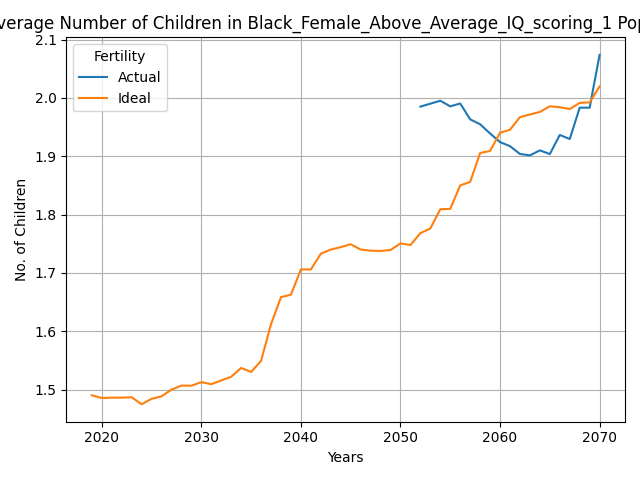 verage Number of Children in Black_Female_Above_Average_IQ_scoring_1 Pop
Fertility
Actual
Ideal
No. of Children
2.1
2.0
1.9
1.8
1.7
1.6
1.5
2020 2030 2040 2050 2060 2070
Years